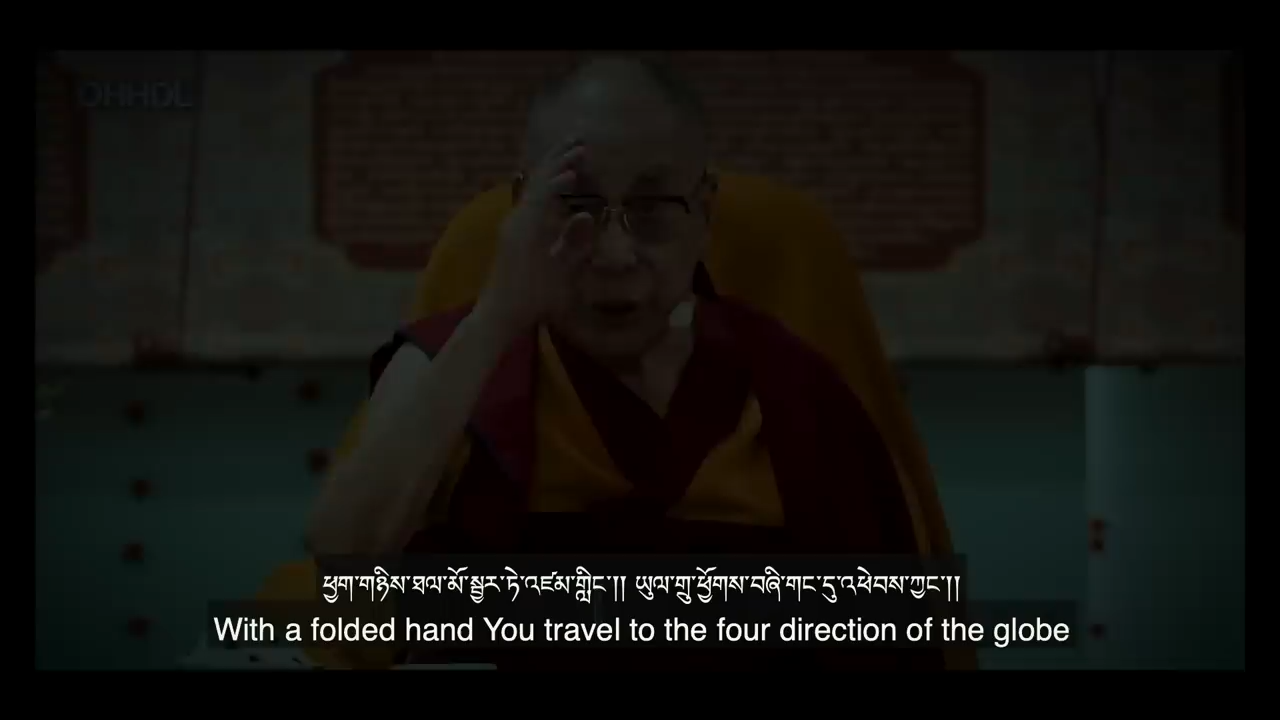 OHHDL
ཕྱག་གཉིས་ཐལ་མོ་སྦྱར་ཏེ་འཛམ་གླིང་།། ཡུལ་གྲུ་ཕྱོགས་བཞི་གང་དུ་འཕེབས་ཀྱང་།།
With a folded hand You travel to the four direction of the globe